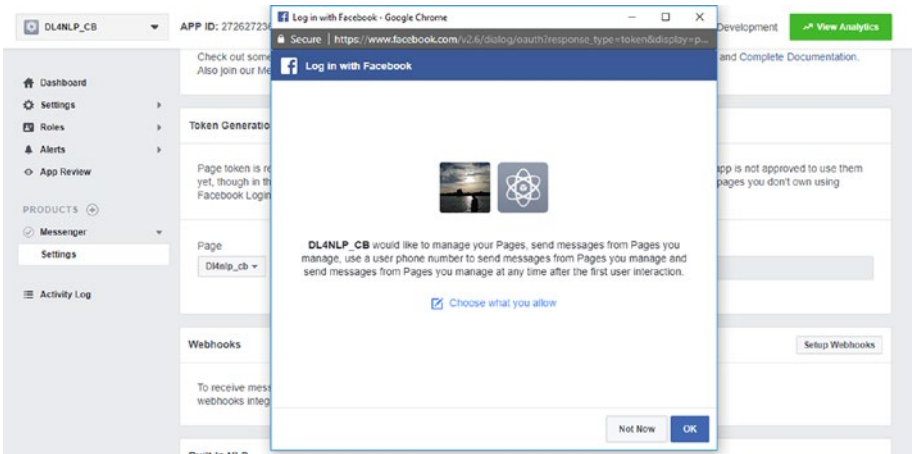 DL4NLP_CB
Dashboard
Settings
Roles
Alerts
App Review
PRODUCTS
Messenger
Settings
Activity Log
APP ID: 27262723
Development
View Analytics
Check out some
Also join our Me
and Complete Documentation.
Token Generatio
Page token is re
yet, though in th
Facebook Login
app is not approved to use them
pages you don't own using
Page
Dl4nlp_cb
Webhooks
Setup Webhooks
To receive mess
webhooks integ
Log in with Facebook - Google Chrome
Secure | https://www.facebook.com/v2.6/dialog/oauth?response_type=token&display=p...
Log in with Facebook
DL4NLP_CB would like to manage your Pages, send messages from Pages you
manage, use a user phone number to send messages from Pages you manage and
send messages from Pages you manage at any time after the first user interaction.
Choose what you allow
Not Now
OK